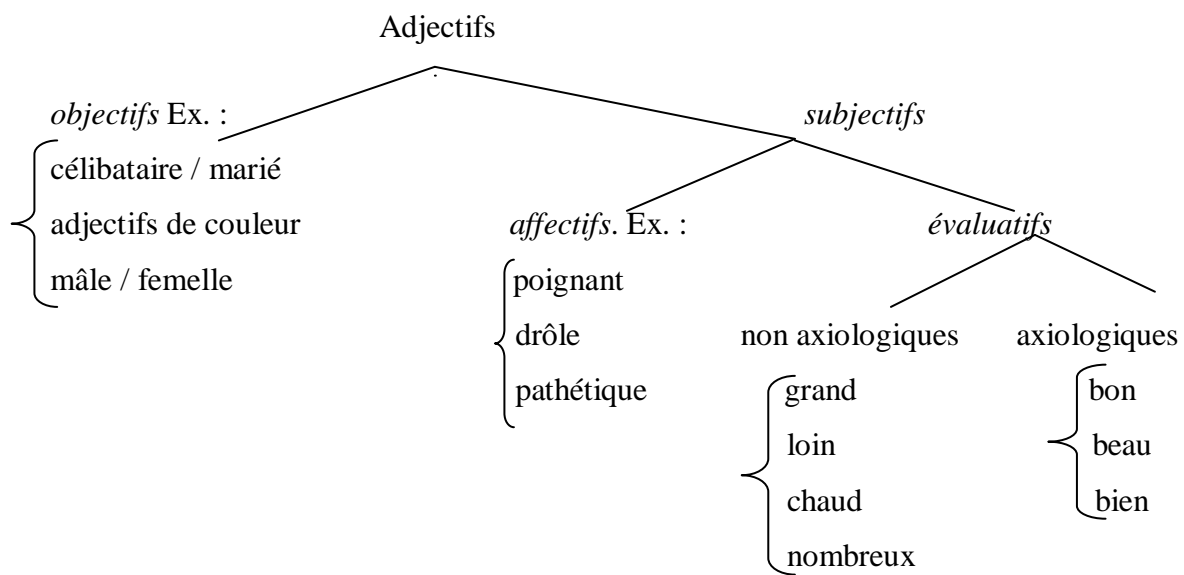 Adjectifs
objectifs Ex. :
célibataire / marié
adjectifs de couleur
mâle / femelle
subjectifs
affectifs. Ex. :
poignant
drôle
pathétique
évaluatifs
non axiologiques
grand
loin
chaud
nombreux
axiologiques
bon
beau
bien